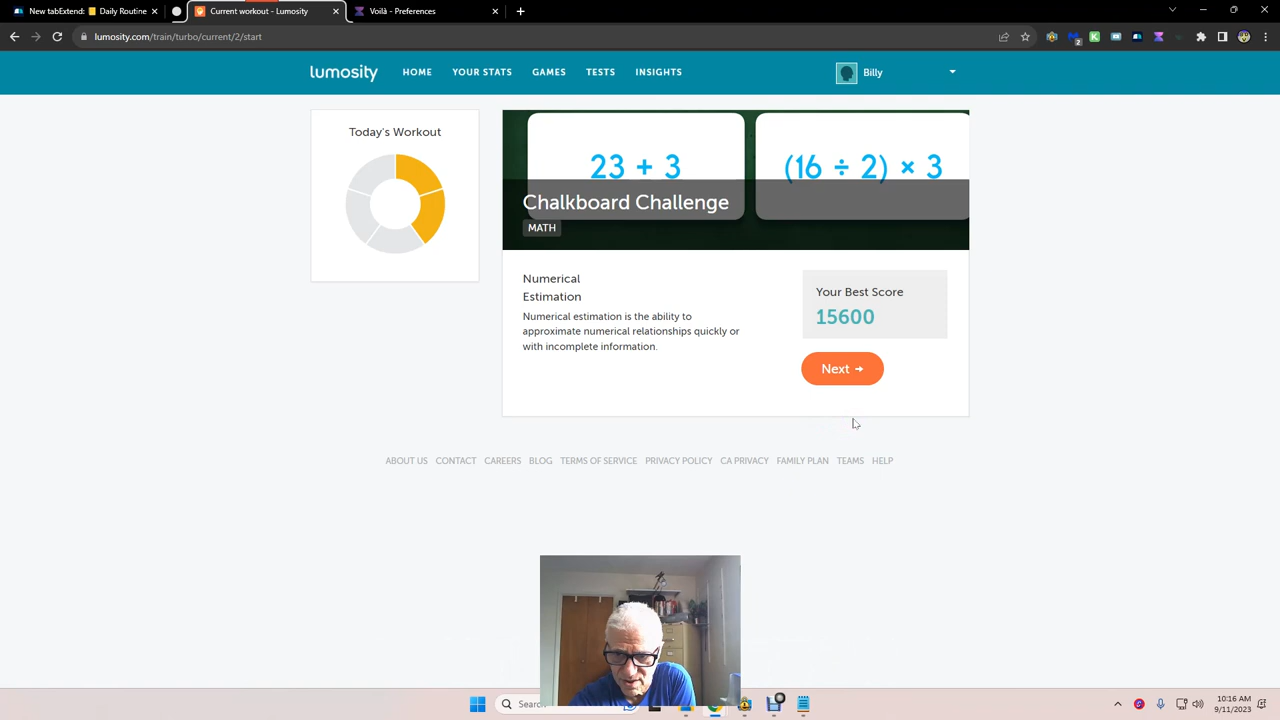 New tabExtend: Daily Routine
Current workout - Lumosity
Voilà - Preferences
lumosity.com/train/turbo/current/2/start
2
lumosity
HOME
YOUR STATS
GAMES
TESTS
INSIGHTS
Billy
Today's Workout
23 + 3
(16 ÷ 2) × 3
Chalkboard Challenge
MATH
Numerical
Estimation
Numerical estimation is the ability to
approximate numerical relationships quickly or
with incomplete information.
Your Best Score
15600
Next →
ABOUT US CONTACT CAREERS BLOG TERMS OF SERVICE PRIVACY POLICY CA PRIVACY FAMILY PLAN TEAMS HELP
Search
10:16 AM
9/11/2023